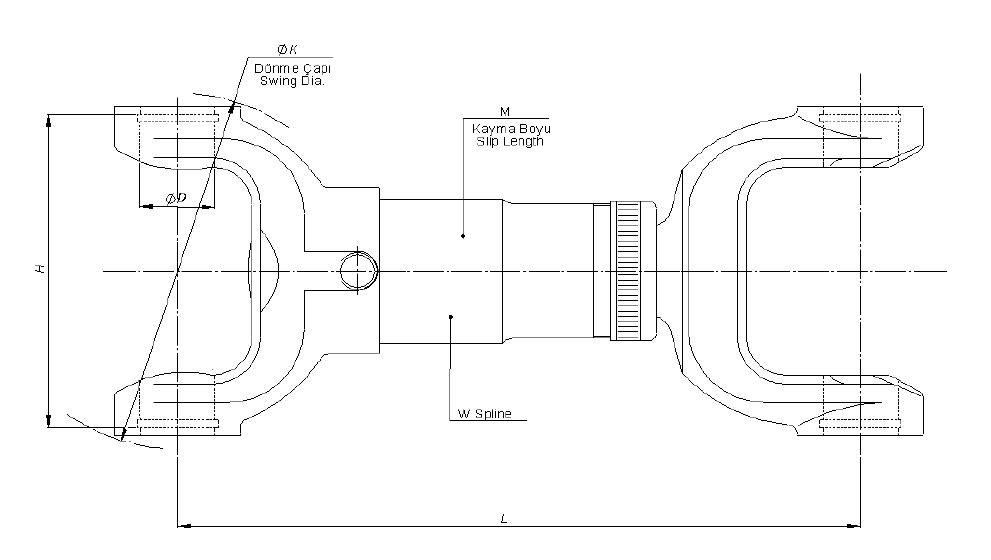 ØK
Dönme Çapı
Swing Dia.
M
Kayma Boyu
Slip Length
ØD
H
W Spline
L